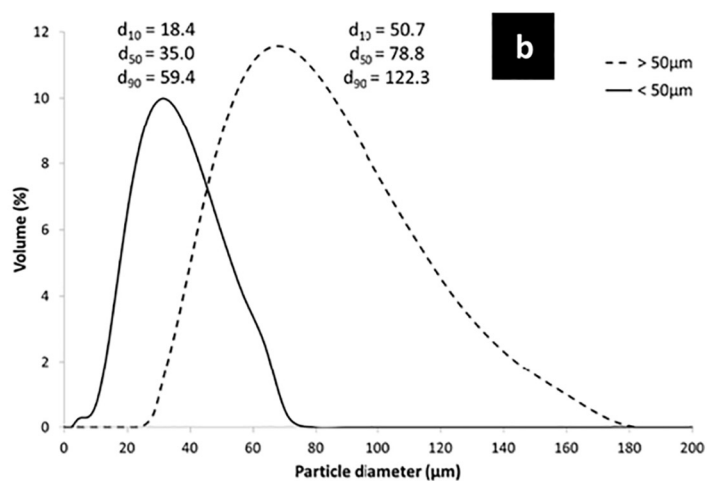 d10 = 18.4
d50 = 35.0
d90 = 59.4
d10 = 50.7
d50 = 78.8
d90 = 122.3
b
> 50µm
< 50µm
12
10
8
6
4
2
0
Volume (%)
0 20 40 60 80 100 120 140 160 180 200
Particle diameter (µm)